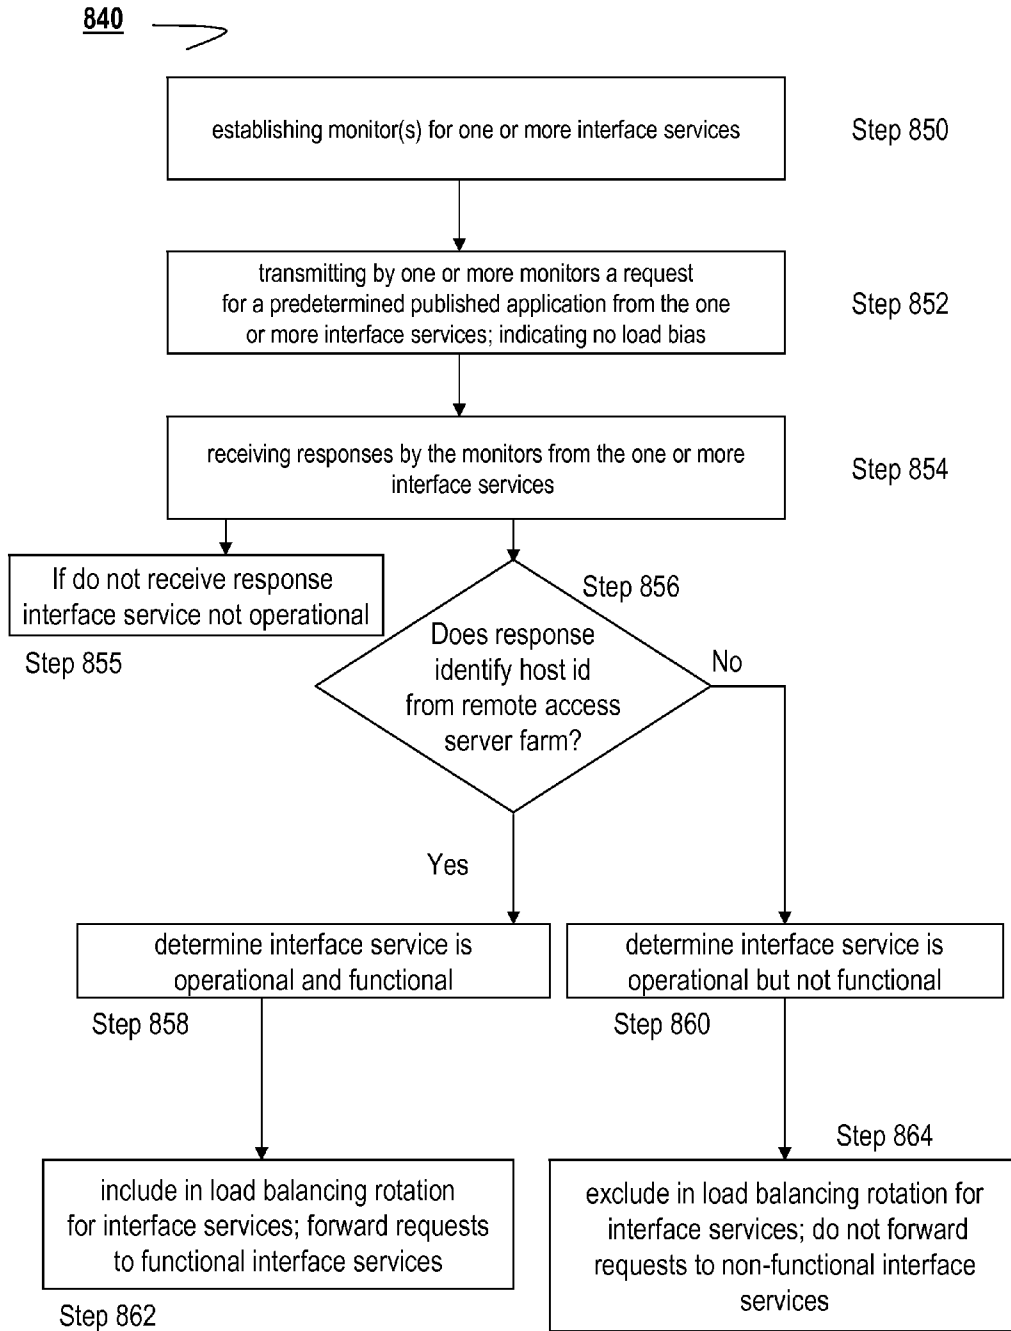 840
establishing monitor(s) for one or more interface services
Step 850
transmitting by one or more monitors a request
for a predetermined published application from the one
or more interface services; indicating no load bias
Step 852
receiving responses by the monitors from the one or more
interface services
Step 854
If do not receive response
interface service not operational
Step 855
Step 856
Does response
identify host id
from remote access
server farm?
No
Yes
determine interface service is
operational and functional
Step 858
determine interface service is
operational but not functional
Step 860
include in load balancing rotation
for interface services; forward requests
to functional interface services
Step 862
Step 864
exclude in load balancing rotation for
interface services; do not forward
requests to non-functional interface
services